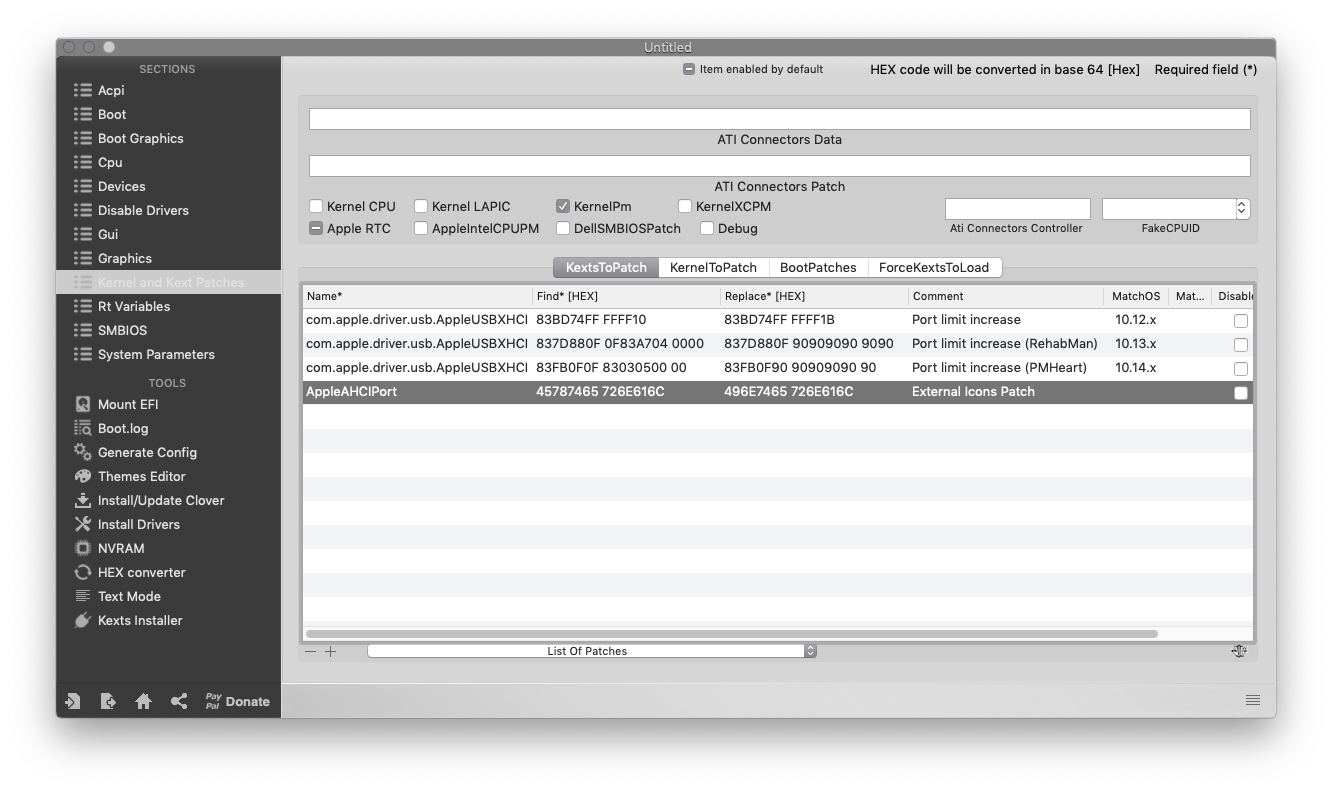 Untitled
SECTIONS
Acpi
Boot
Boot Graphics
Cpu
Devices
Disable Drivers
Gui
Graphics
Kernel and Kext Patches
Rt Variables
SMBIOS
System Parameters
TOOLS
Mount EFI
Boot.log
Generate Config
Themes Editor
Install/Update Clover
Install Drivers
NVRAM
HEX converter
Text Mode
Kexts Installer
Pay
Pal Donate
Item enabled by default HEX code will be converted in base 64 [Hex] Required field (*)
ATI Connectors Data
ATI Connectors Patch
Kernel CPU Kernel LAPIC KernelPm KernelXCPM
Apple RTC AppleIntelCPUPM DellSMBIOSPatch Debug
Ati Connectors Controller FakeCPUID
KextsToPatch KernelToPatch BootPatches ForceKextsToLoad
Name* Find* [HEX] Replace* [HEX] Comment MatchOS Mat... Disable
com.apple.driver.usb.AppleUSBXHCI 83BD74FF FFFF10 83BD74FF FFFF1B Port limit increase 10.12.x
com.apple.driver.usb.AppleUSBXHCI 837D880F 0F83A704 0000 837D880F 90909090 9090 Port limit increase (RehabMan) 10.13.x
com.apple.driver.usb.AppleUSBXHCI 83FB0F0F 83030500 00 83FB0F90 90909090 90 Port limit increase (PMHeart) 10.14.x
AppleAHCIPort 45787465 726E616C 496E7465 726E616C External Icons Patch
List Of Patches